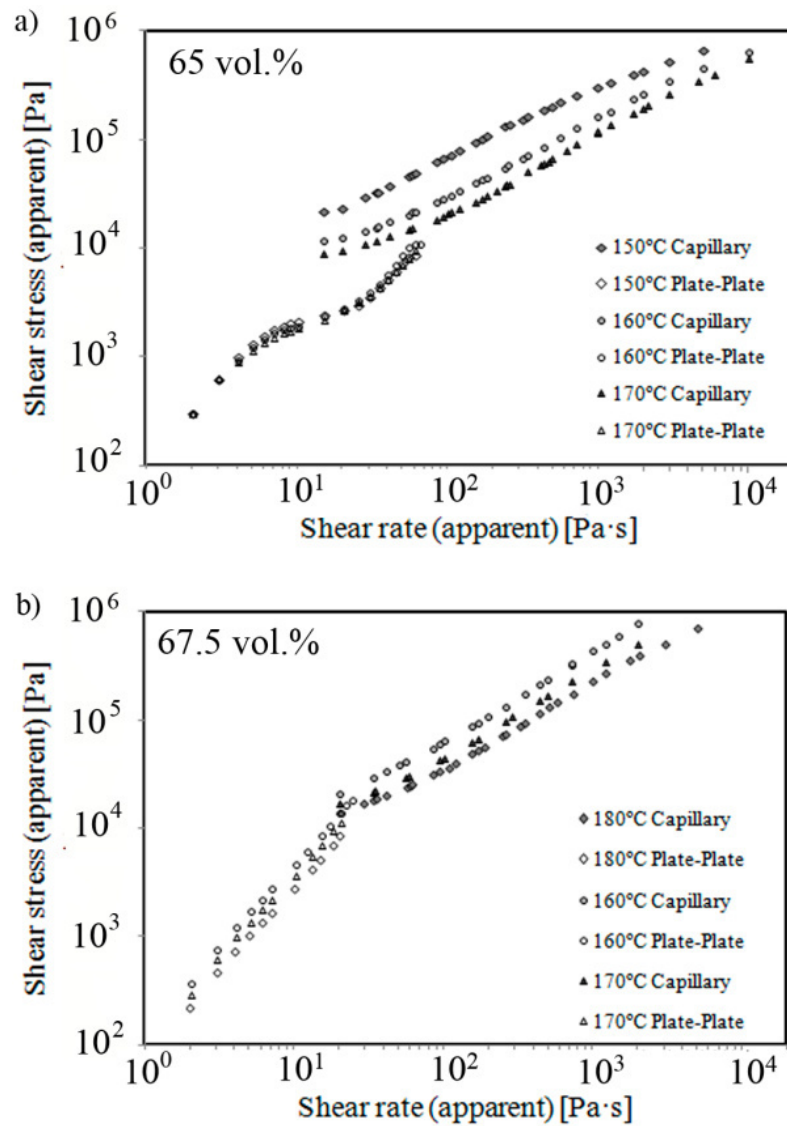 a)
65 vol.%
Shear stress (apparent) [Pa]
10^6
10^5
10^4
10^3
10^2
150°C Capillary
150°C Plate-Plate
160°C Capillary
160°C Plate-Plate
170°C Capillary
170°C Plate-Plate
10^0 10^1 10^2 10^3 10^4
Shear rate (apparent) [Pa·s]
b)
67.5 vol.%
Shear stress (apparent) [Pa]
10^6
10^5
10^4
10^3
10^2
180°C Capillary
180°C Plate-Plate
160°C Capillary
160°C Plate-Plate
170°C Capillary
170°C Plate-Plate
10^0 10^1 10^2 10^3 10^4
Shear rate (apparent) [Pa·s]